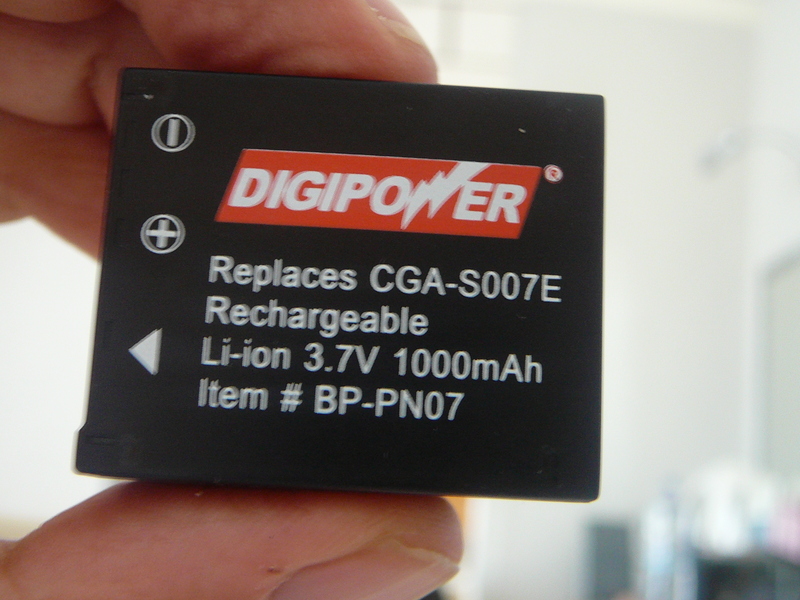 DIGIPOWER®
Replaces CGA-S007E
Rechargeable
Li-ion 3.7V 1000mAh
Item # BP-PN07